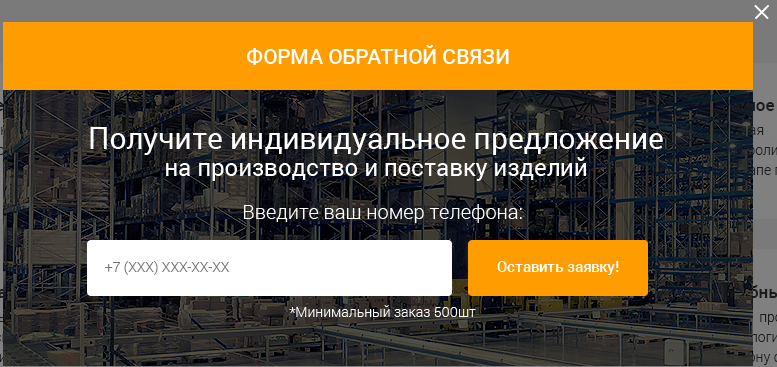 ФОРМА ОБРАТНОЙ СВЯЗИ
Получите индивидуальное предложение
на производство и поставку изделий
Введите ваш номер телефона:
+7 (XXX) XXX-XX-XX
Оставить заявку!
*Минимальный заказ 500шт